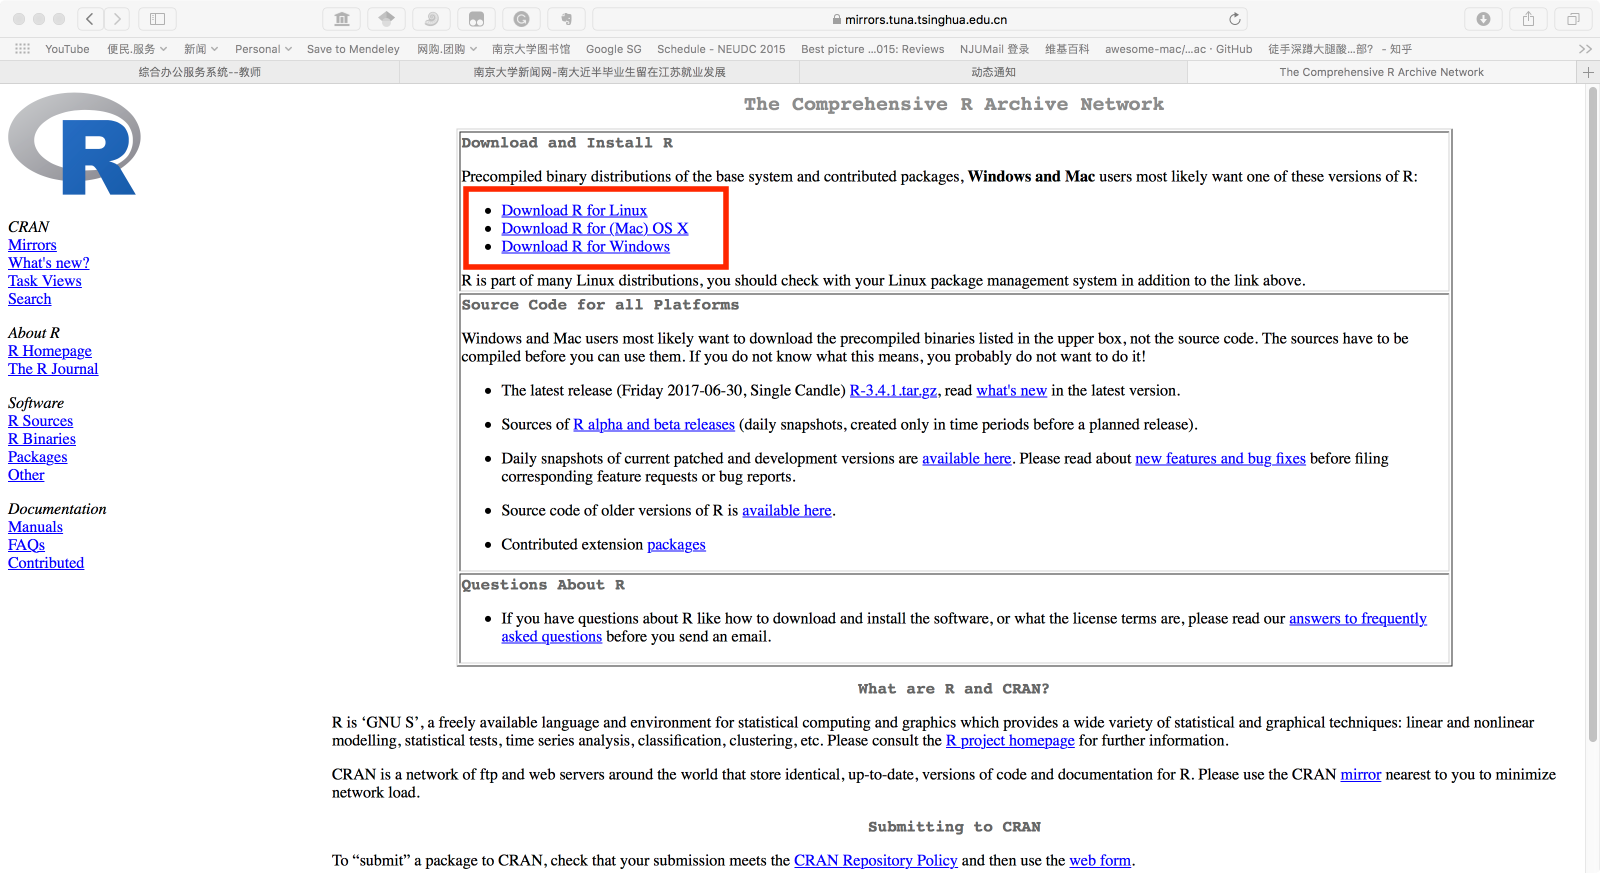 mirrors.tuna.tsinghua.edu.cn
YouTube 便民.服务 新闻 Personal Save to Mendeley 网购.团购 南京大学图书馆 Google SG Schedule - NEUDC 2015 Best picture ...015: Reviews NJUMail 登录 维基百科 awesome-mac/...ac · GitHub 徒手深蹲大腿酸...部? - 知乎
综合办公服务系统--教师 南京大学新闻网-南大近半毕业生留在江苏就业发展 动态通知 The Comprehensive R Archive Network
R
CRAN
Mirrors
What's new?
Task Views
Search
About R
R Homepage
The R Journal
Software
R Sources
R Binaries
Packages
Other
Documentation
Manuals
FAQs
Contributed
The Comprehensive R Archive Network
Download and Install R
Precompiled binary distributions of the base system and contributed packages, Windows and Mac users most likely want one of these versions of R:
• Download R for Linux
• Download R for (Mac) OS X
• Download R for Windows
R is part of many Linux distributions, you should check with your Linux package management system in addition to the link above.
Source Code for all Platforms
Windows and Mac users most likely want to download the precompiled binaries listed in the upper box, not the source code. The sources have to be
compiled before you can use them. If you do not know what this means, you probably do not want to do it!
• The latest release (Friday 2017-06-30, Single Candle) R-3.4.1.tar.gz, read what's new in the latest version.
• Sources of R alpha and beta releases (daily snapshots, created only in time periods before a planned release).
• Daily snapshots of current patched and development versions are available here. Please read about new features and bug fixes before filing
corresponding feature requests or bug reports.
• Source code of older versions of R is available here.
• Contributed extension packages
Questions About R
• If you have questions about R like how to download and install the software, or what the license terms are, please read our answers to frequently
asked questions before you send an email.
What are R and CRAN?
R is ‘GNU S’, a freely available language and environment for statistical computing and graphics which provides a wide variety of statistical and graphical techniques: linear and nonlinear
modelling, statistical tests, time series analysis, classification, clustering, etc. Please consult the R project homepage for further information.
CRAN is a network of ftp and web servers around the world that store identical, up-to-date, versions of code and documentation for R. Please use the CRAN mirror nearest to you to minimize
network load.
Submitting to CRAN
To “submit” a package to CRAN, check that your submission meets the CRAN Repository Policy and then use the web form.